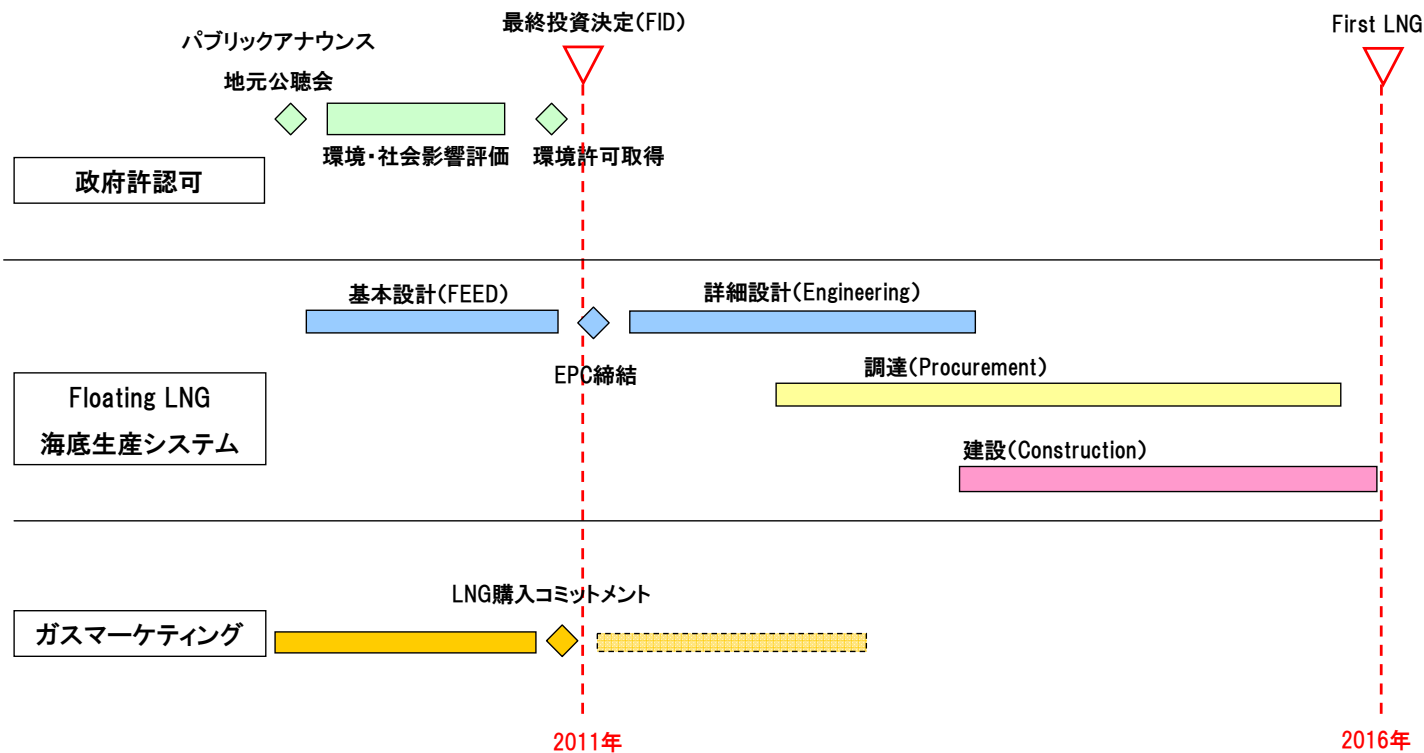 最終投資決定(FID)
First LNG
パブリックアナウンス
地元公聴会
環境・社会影響評価
環境許可取得
政府許認可
基本設計(FEED)
詳細設計(Engineering)
EPC締結
調達(Procurement)
Floating LNG
海底生産システム
建設(Construction)
LNG購入コミットメント
ガスマーケティング
2011年
2016年